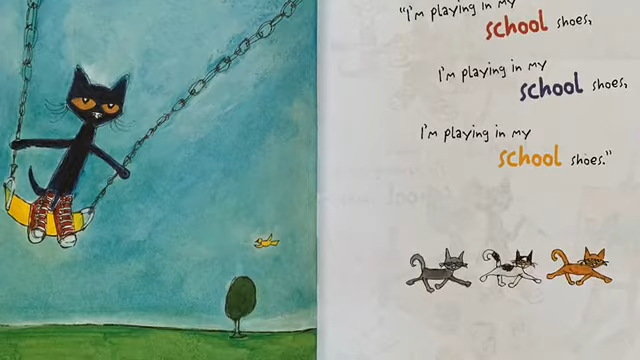 "I'm playing in my
school shoes,
I'm playing in my
school shoes,
I'm playing in my
school shoes."